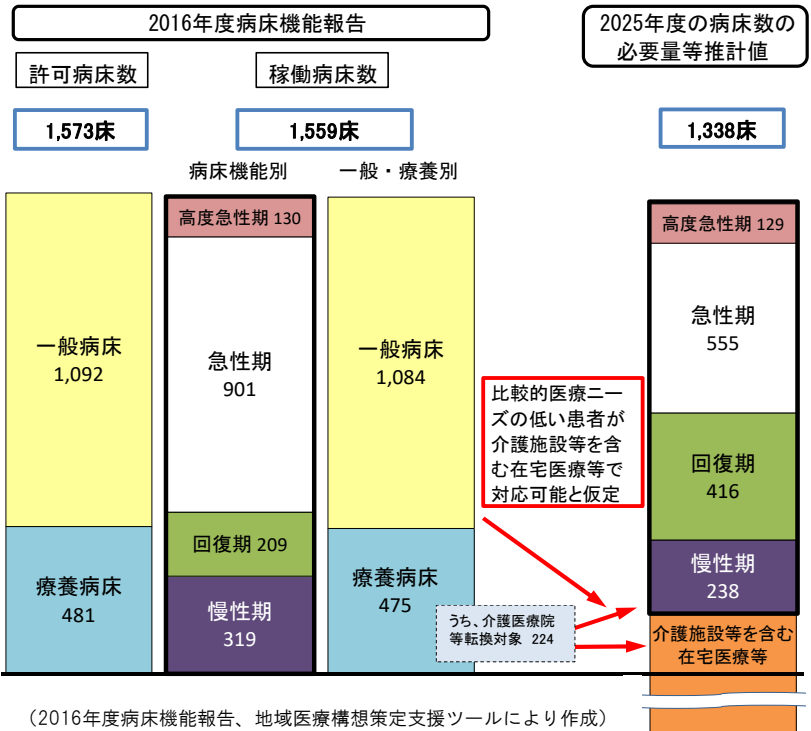 2016年度病床機能報告
2025年度の病床数の
必要量等推計値
許可病床数
稼働病床数
1,573床
1,559床
1,338床
病床機能別
一般・療養別
一般病床
1,092
療養病床
481
高度急性期 130
急性期
901
回復期 209
慢性期
319
一般病床
1,084
療養病床
475
比較的医療ニー
ズの低い患者が
介護施設等を含
む在宅医療等で
対応可能と仮定
うち、介護医療院
等転換対象 224
高度急性期 129
急性期
555
回復期
416
慢性期
238
介護施設等を含む
在宅医療等
（2016年度病床機能報告、地域医療構想策定支援ツールにより作成）